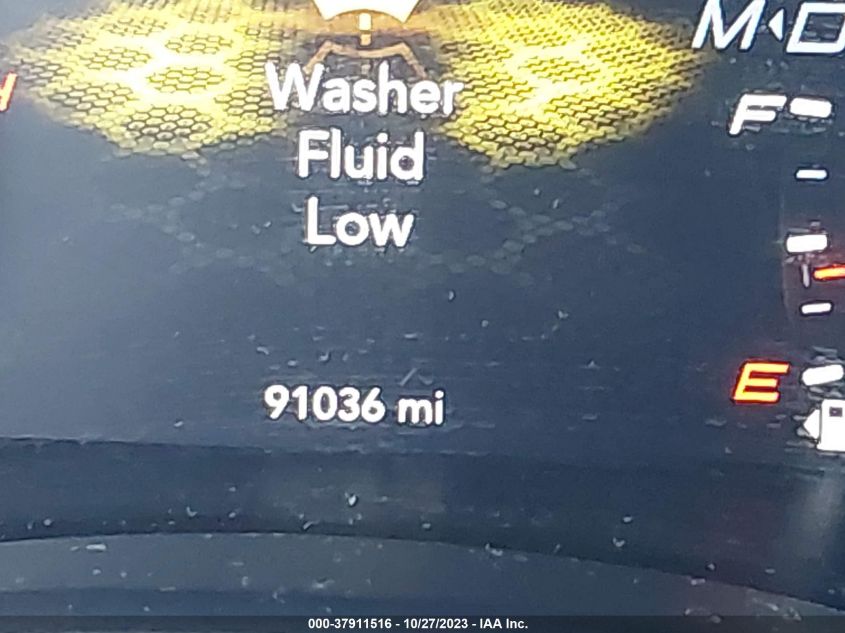 Washer
Fluid
Low
F
91036 mi
E
000-37911516 - 10/27/2023 - IAA Inc.